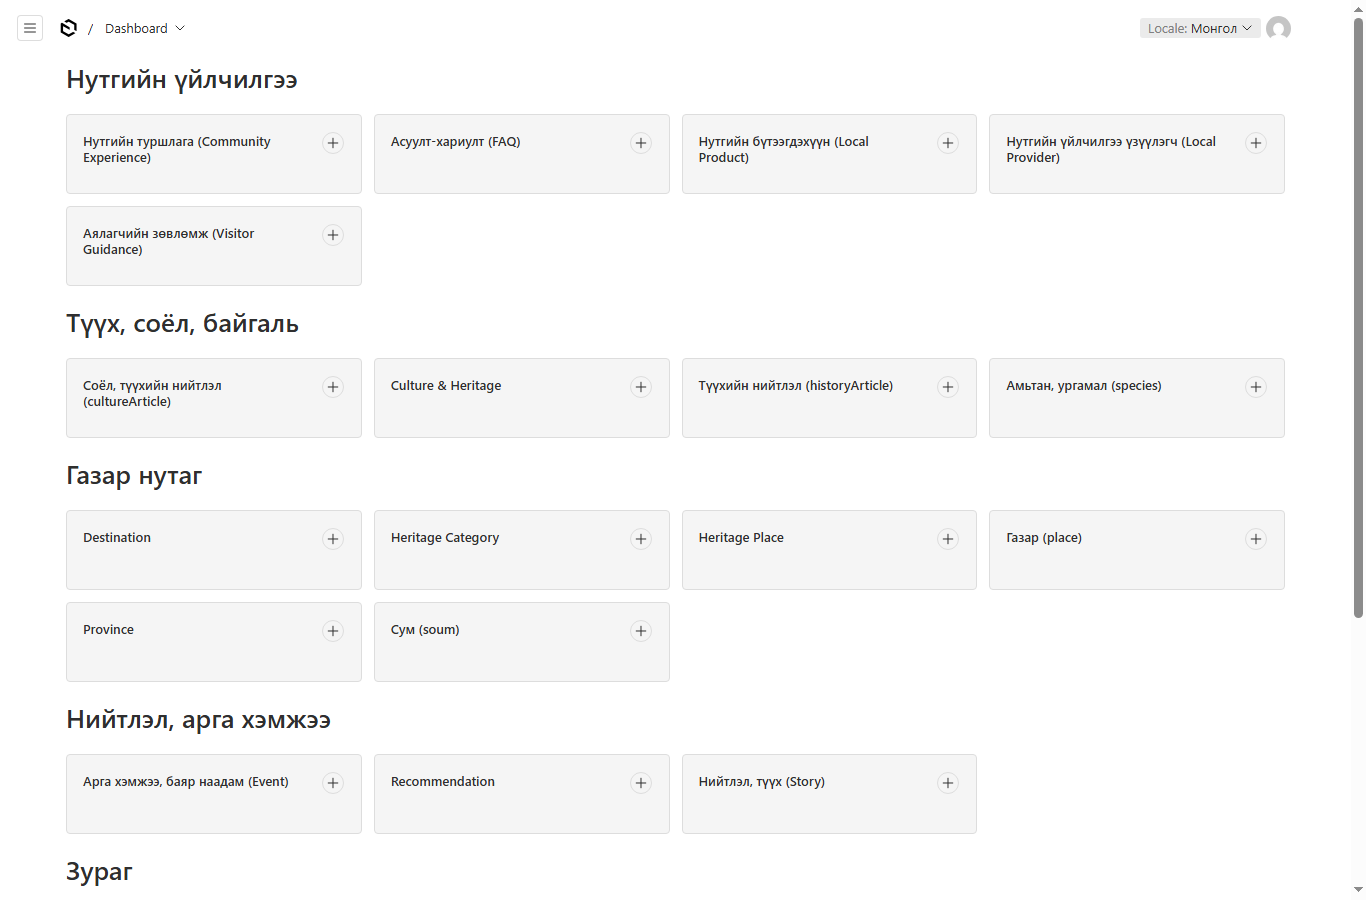 / Dashboard
Locale: Монгол
Нутгийн үйлчилгээ
Нутгийн туршлага (Community
Experience)
Асуулт-хариулт (FAQ)
Нутгийн бүтээгдэхүүн (Local
Product)
Нутгийн үйлчилгээ үзүүлэгч (Local
Provider)
Аялагчийн зөвлөмж (Visitor
Guidance)
Түүх, соёл, байгаль
Соёл, түүхийн нийтлэл
(cultureArticle)
Culture & Heritage
Түүхийн нийтлэл (historyArticle)
Амьтан, ургамал (species)
Газар нутаг
Destination
Heritage Category
Heritage Place
Газар (place)
Province
Сум (soum)
Нийтлэл, арга хэмжээ
Арга хэмжээ, баяр наадам (Event)
Recommendation
Нийтлэл, түүх (Story)
Зураг